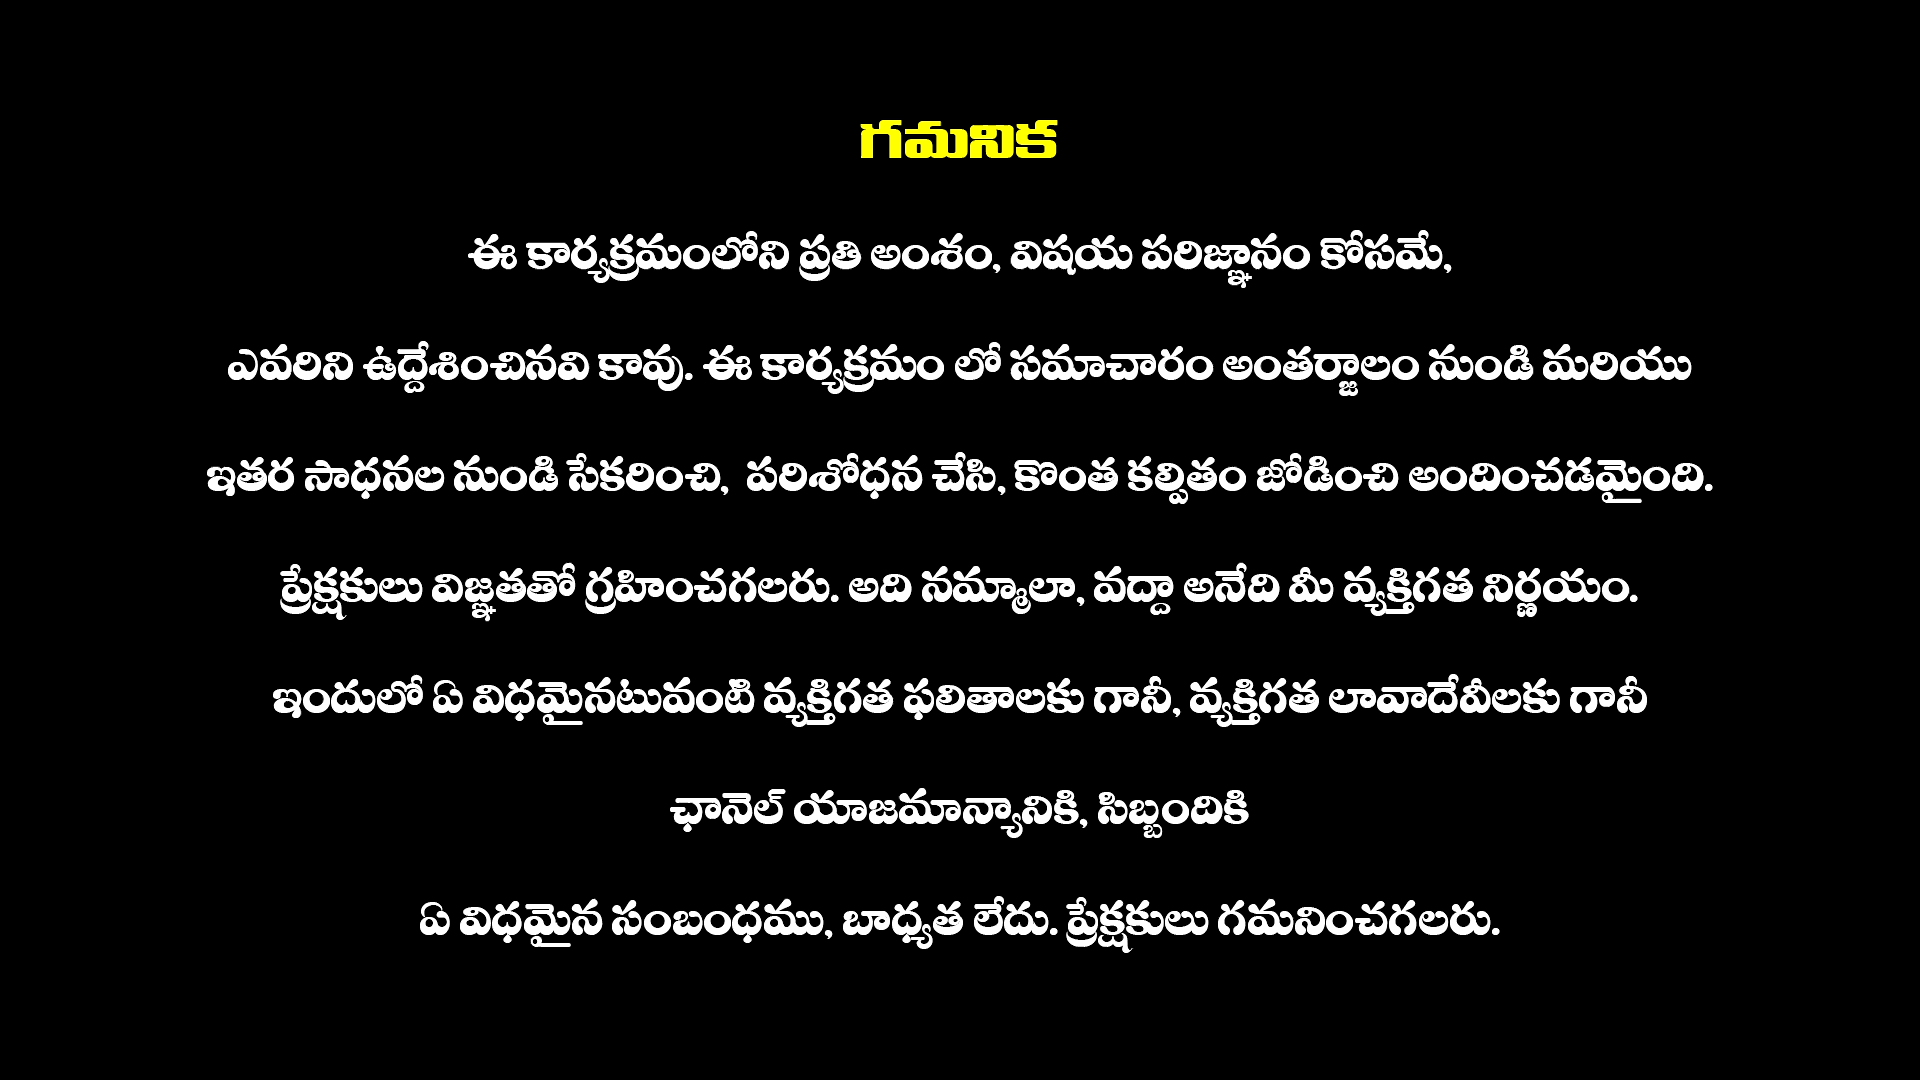 గమనిక
ఈ కార్యక్రమంలోని ప్రతి అంశం, విషయ పరిజ్ఞానం కోసమే,
ఎవరిని ఉద్దేశించినవి కావు. ఈ కార్యక్రమం లో సమాచారం అంతర్జాలం నుండి మరియు
ఇతర సాధనల నుండి సేకరించి,  పరిశోధన చేసి, కొంత కల్పితం జోడించి అందించడమైంది.
ప్రేక్షకులు విజ్ఞతతో గ్రహించగలరు. అది నమ్మాలా, వద్దా అనేది మీ వ్యక్తిగత నిర్ణయం.
ఇందులో ఏ విధమైనటువంటి వ్యక్తిగత ఫలితాలకు గానీ, వ్యక్తిగత లావాదేవీలకు గానీ
ఛానెల్ యాజమాన్యానికి, సిబ్బందికి
ఏ విధమైన సంబంధము, బాధ్యత లేదు. ప్రేక్షకులు గమనించగలరు.